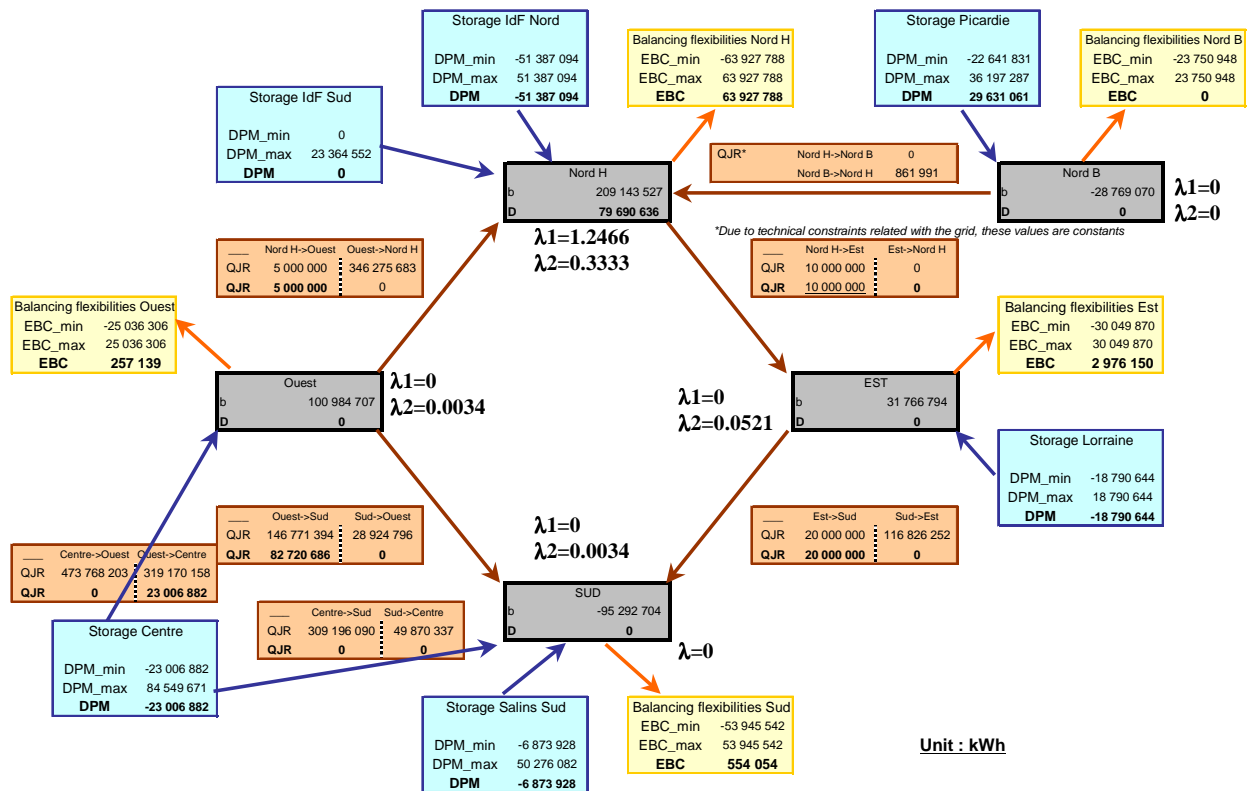 Storage IdF Nord
DPM_min -51 387 094
DPM_max 51 387 094
DPM -51 387 094
Balancing flexibilities Nord H
EBC_min -63 927 788
EBC_max 63 927 788
EBC 63 927 788
Storage Picardie
DPM_min -22 641 831
DPM_max 36 197 287
DPM 29 631 061
Balancing flexibilities Nord B
EBC_min -23 750 948
EBC_max 23 750 948
EBC 0
Storage IdF Sud
DPM_min 0
DPM_max 23 364 552
DPM 0
QJR* Nord H->Nord B 0
Nord B->Nord H 861 991
Nord H
b 209 143 527
D 79 690 636
λ1=1.2466
λ2=0.3333
Nord B
b -28 769 070
D 0
λ1=0
λ2=0
*Due to technical constraints related with the grid, these values are constants
___ Nord H->Ouest Ouest->Nord H
QJR 5 000 000 346 275 683
QJR 5 000 000 0
___ Nord H->Est Est->Nord H
QJR 10 000 000 0
QJR 10 000 000 0
Balancing flexibilities Ouest
EBC_min -25 036 306
EBC_max 25 036 306
EBC 257 139
Balancing flexibilities Est
EBC_min -30 049 870
EBC_max 30 049 870
EBC 2 976 150
Ouest
b 100 984 707
D 0
λ1=0
λ2=0.0034
EST
b 31 766 794
D 0
λ1=0
λ2=0.0521
Storage Lorraine
DPM_min -18 790 644
DPM_max 18 790 644
DPM -18 790 644
___ Ouest->Sud Sud->Ouest
QJR 146 771 394 28 924 796
QJR 82 720 686 0
___ Est->Sud Sud->Est
QJR 20 000 000 116 826 252
QJR 20 000 000 0
___ Centre->Ouest Ouest->Centre
QJR 473 768 203 319 170 158
QJR 0 23 006 882
λ1=0
λ2=0.0034
SUD
b -95 292 704
D 0
λ=0
___ Centre->Sud Sud->Centre
QJR 309 196 090 49 870 337
QJR 0 0
Storage Centre
DPM_min -23 006 882
DPM_max 84 549 671
DPM -23 006 882
Storage Salins Sud
DPM_min -6 873 928
DPM_max 50 276 082
DPM -6 873 928
Balancing flexibilities Sud
EBC_min -53 945 542
EBC_max 53 945 542
EBC 554 054
Unit : kWh